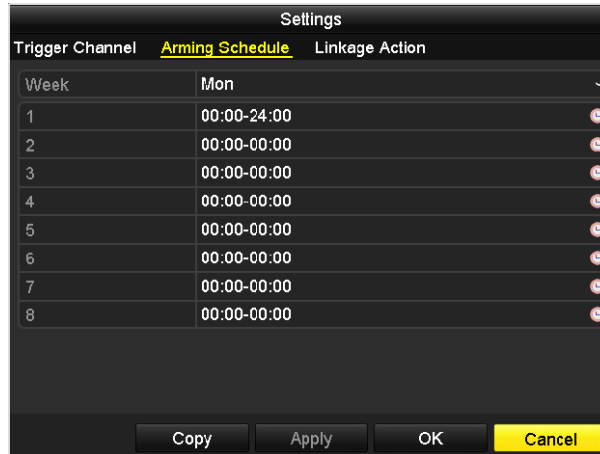 Settings
Trigger Channel Arming Schedule Linkage Action
Week Mon
1 00:00-24:00
2 00:00-00:00
3 00:00-00:00
4 00:00-00:00
5 00:00-00:00
6 00:00-00:00
7 00:00-00:00
8 00:00-00:00
Copy Apply OK Cancel